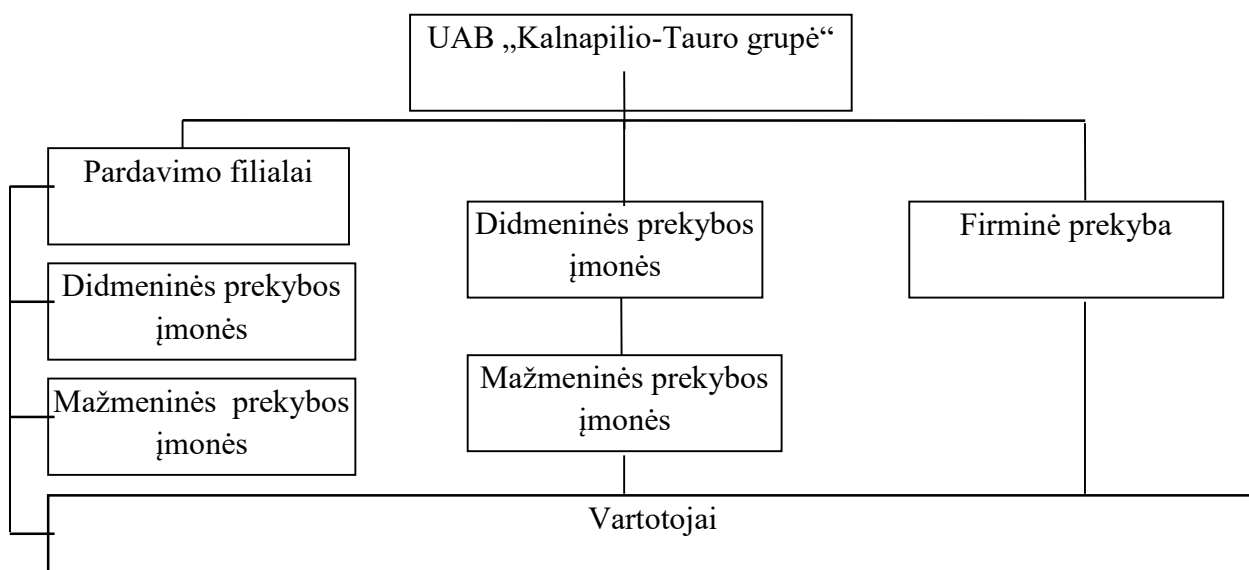 UAB „Kalnapilio-Tauro grupė“
Pardavimo filialai
Didmeninės prekybos
įmonės
Mažmeninės prekybos
įmonės
Didmeninės prekybos
įmonės
Mažmeninės prekybos
įmonės
Firminė prekyba
Vartotojai